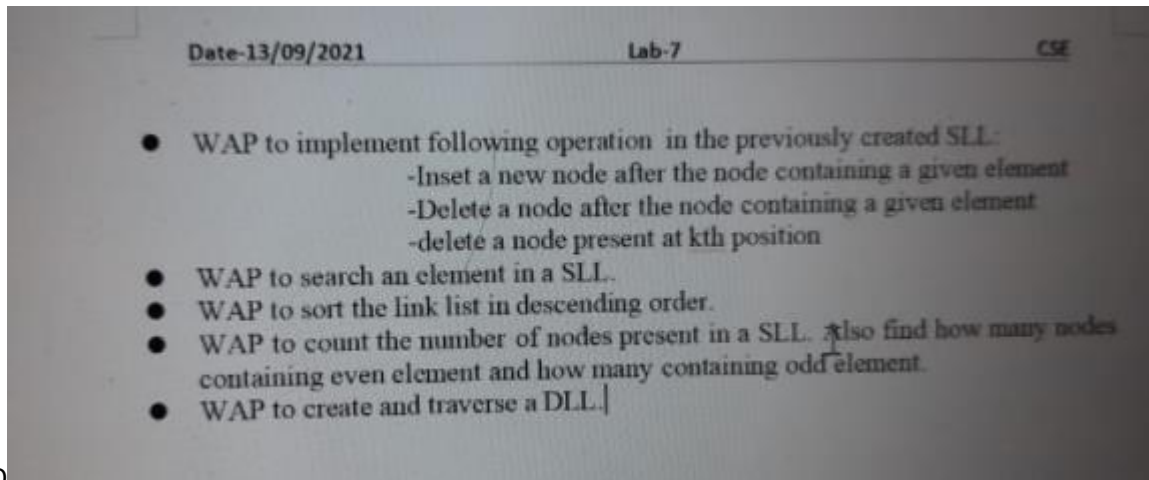 Date-13/09/2021 Lab-7 CSE
● WAP to implement following operation in the previously created SLL:
-Inset a new node after the node containing a given element
-Delete a node after the node containing a given element
-delete a node present at kth position
● WAP to search an element in a SLL.
● WAP to sort the link list in descending order.
● WAP to count the number of nodes present in a SLL. Also find how many nodes
containing even element and how many containing odd element.
● WAP to create and traverse a DLL.